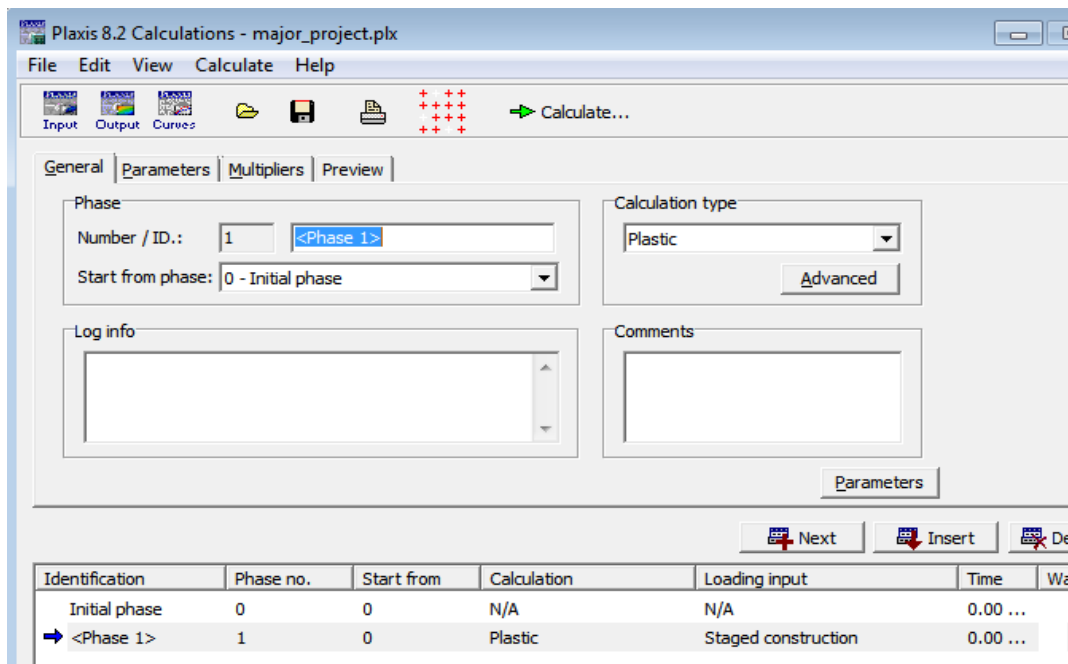 Plaxis 8.2 Calculations - major_project.plx
File Edit View Calculate Help
Input Output Curves Calculate...
General Parameters Multipliers Preview
Phase Calculation type
Number / ID.: 1 <Phase 1> Plastic
Start from phase: 0 - Initial phase Advanced
Log info Comments
Parameters
Next Insert De
Identification Phase no. Start from Calculation Loading input Time Wa
Initial phase 0 0 N/A N/A 0.00 ...
<Phase 1> 1 0 Plastic Staged construction 0.00 ...